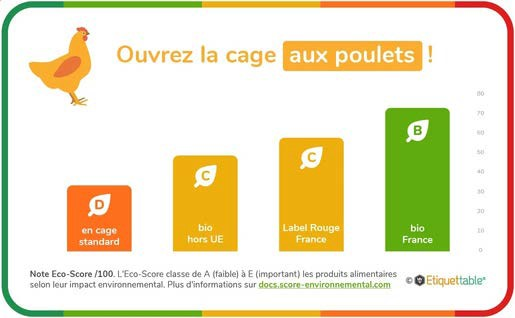 Ouvrez la cage aux poulets !
80
70
60
50
40
30
20
10
0
D
en cage
standard
C
bio
hors UE
C
Label Rouge
France
B
bio
France
Note Eco-Score /100. L'Eco-Score classe de A (faible) à E (important) les produits alimentaires
selon leur impact environnemental. Plus d'informations sur docs.score-environnemental.com
© Etiquettable